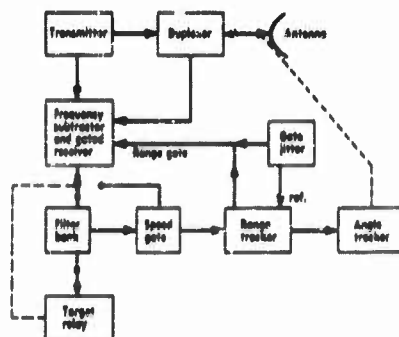 Transmitter
Duplexer
Antenna
Frequency
subtractor
and gated
receiver
Range gate
Gate
jitter
ref.
Filter
bank
Speed
gate
Range
tracker
Angle
tracker
Target
relay